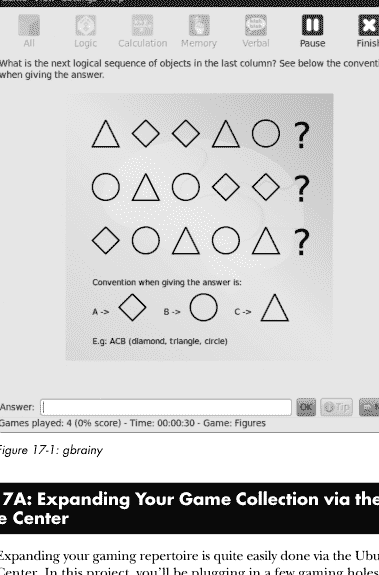 All
Logic
Calculation
Memory
Verbal
Pause
Finish
What is the next logical sequence of objects in the last column? See below the conventi
when giving the answer.
?
?
?
Convention when giving the answer is:
A -> B -> C ->
E.g: ACB (diamond, triangle, circle)
Answer: OK Tip
Games played: 4 (0% score) - Time: 00:00:30 - Game: Figures
Figure 17-1: gbrainy
7A: Expanding Your Game Collection via the
e Center
Expanding your gaming repertoire is quite easily done via the Ubu
Center. In this project, you'll be plugging in a few gaming holes